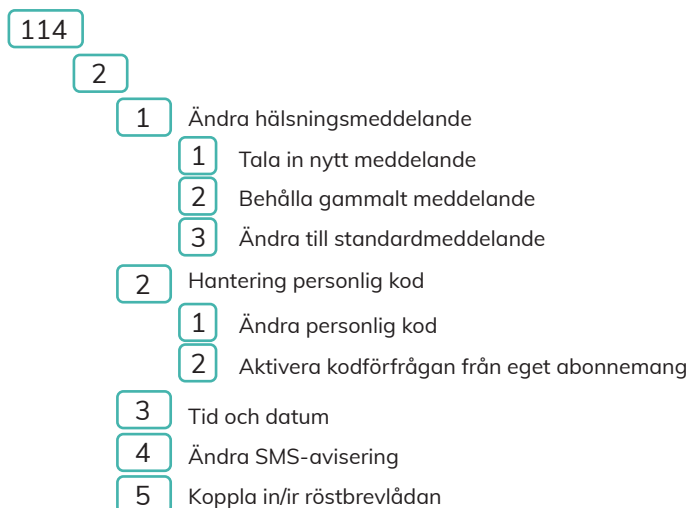 114
2
1 Ändra hälsningsmeddelande
1 Tala in nytt meddelande
2 Behålla gammalt meddelande
3 Ändra till standardmeddelande
2 Hantering personlig kod
1 Ändra personlig kod
2 Aktivera kodförfrågan från eget abonnemang
3 Tid och datum
4 Ändra SMS-avisering
5 Koppla in/ir röstbrevlådan